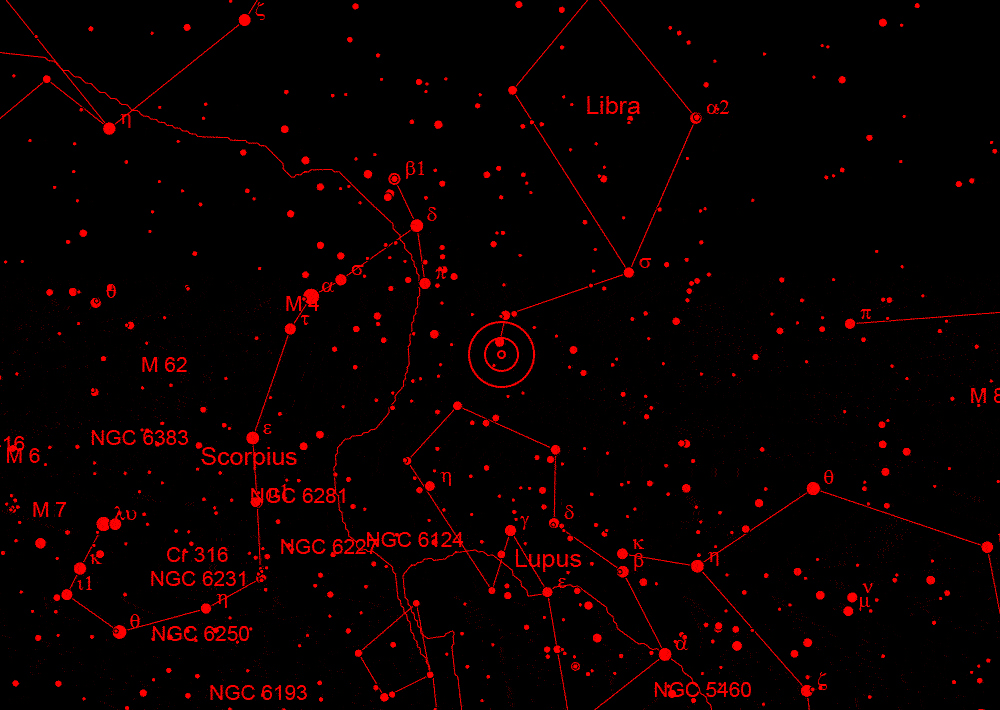 ζ
Libra
α2
η
β1
δ
σ
π
σ
α
θ
M 4
τ
π
M 62
M 8
ε
NGC 6383
16
M 6
Scorpius
η
θ
NGC 6281
M 7
λυ
γ
δ
NGC 6124
NGC 6227
κ
β
η
Cr 316
κ
Lupus
NGC 6231
ι1
ε
ν
μ
η
θ
NGC 6250
α
ζ
NGC 6193
NGC 5460